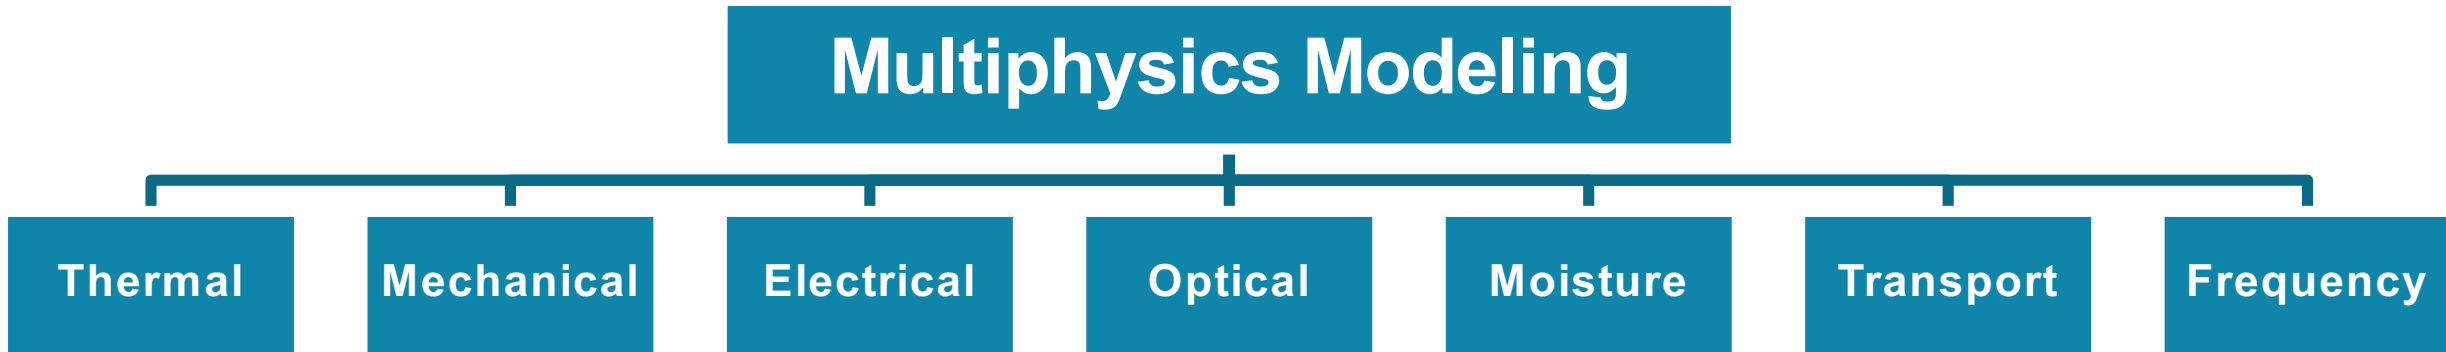 Multiphysics Modeling
Thermal
Mechanical
Electrical
Optical
Moisture
Transport
Frequency